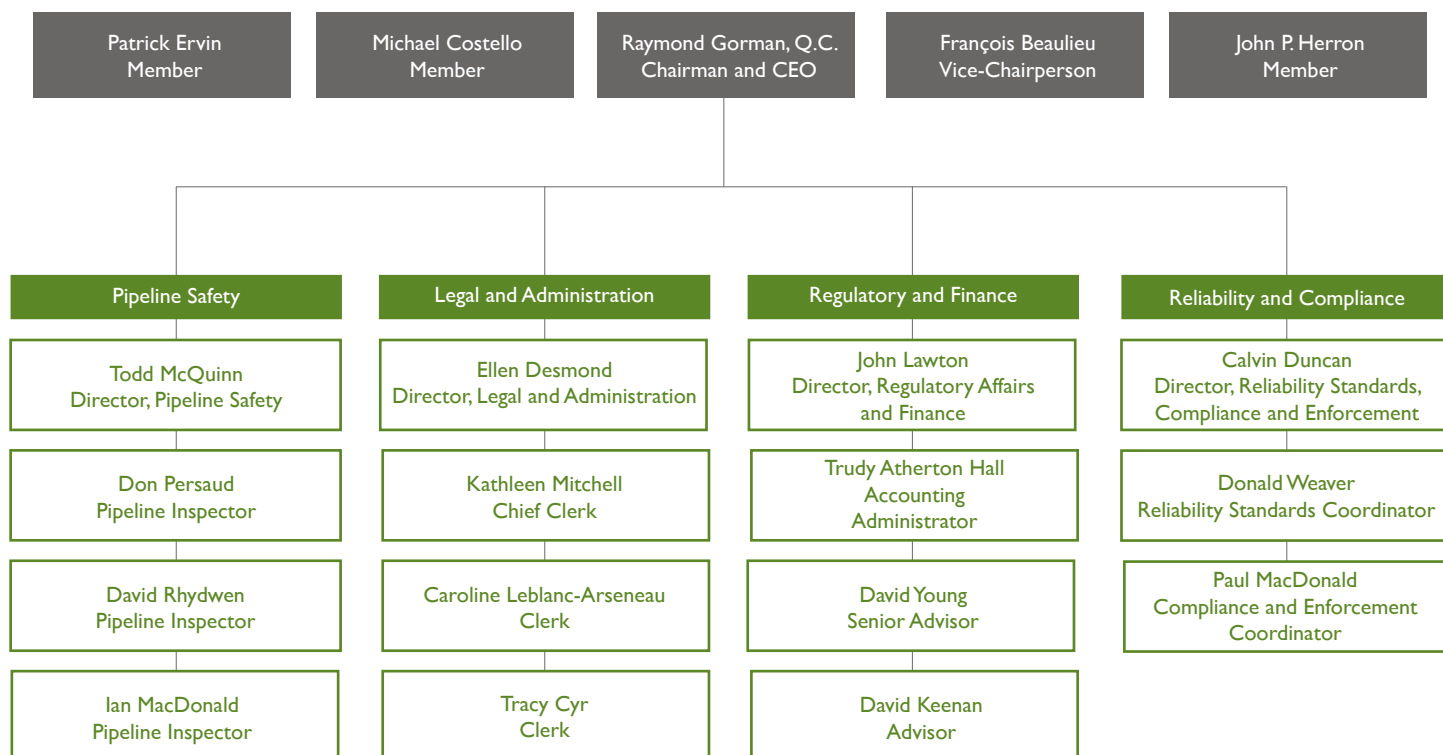 Patrick Ervin
Member
Michael Costello
Member
Raymond Gorman, Q.C.
Chairman and CEO
François Beaulieu
Vice-Chairperson
John P. Herron
Member
Pipeline Safety
Legal and Administration
Regulatory and Finance
Reliability and Compliance
Todd McQuinn
Director, Pipeline Safety
Ellen Desmond
Director, Legal and Administration
John Lawton
Director, Regulatory Affairs
and Finance
Calvin Duncan
Director, Reliability Standards,
Compliance and Enforcement
Don Persaud
Pipeline Inspector
Kathleen Mitchell
Chief Clerk
Trudy Atherton Hall
Accounting
Administrator
Donald Weaver
Reliability Standards Coordinator
David Rhydwen
Pipeline Inspector
Caroline Leblanc-Arseneau
Clerk
David Young
Senior Advisor
Paul MacDonald
Compliance and Enforcement
Coordinator
Ian MacDonald
Pipeline Inspector
Tracy Cyr
Clerk
David Keenan
Advisor